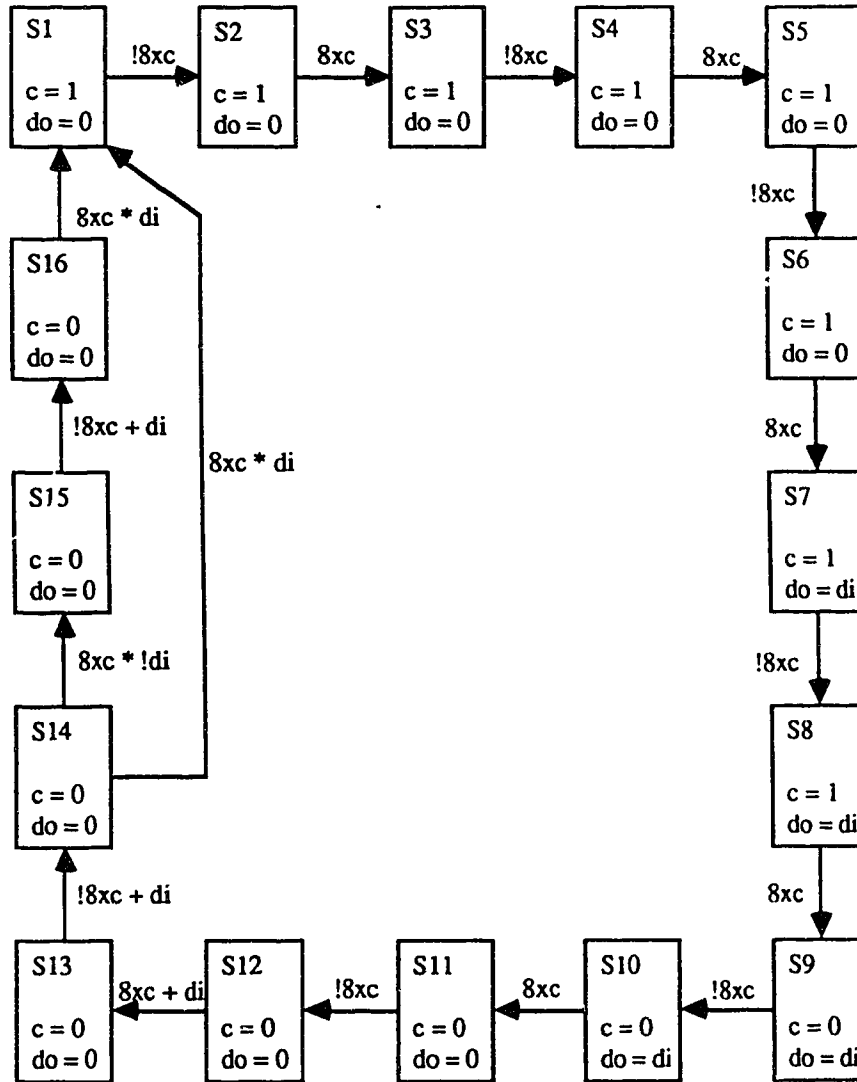 S1
c = 1
do = 0
!8xc
S2
c = 1
do = 0
8xc
S3
c = 1
do = 0
!8xc
S4
c = 1
do = 0
8xc
S5
c = 1
do = 0
!8xc
S6
c = 1
do = 0
8xc
S7
c = 1
do = di
!8xc
S8
c = 1
do = di
8xc
S9
c = 0
do = di
!8xc
S10
c = 0
do = di
8xc
S11
c = 0
do = 0
!8xc
S12
c = 0
do = 0
8xc + di
S13
c = 0
do = 0
!8xc + di
S14
c = 0
do = 0
8xc * !di
8xc * di
S15
c = 0
do = 0
!8xc + di
S16
c = 0
do = 0
8xc * di